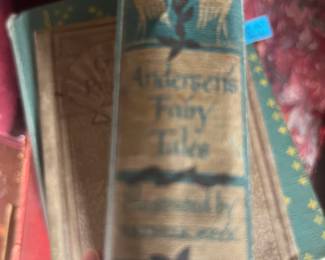 Andersen's
Fairy
Tales
Illustrated by